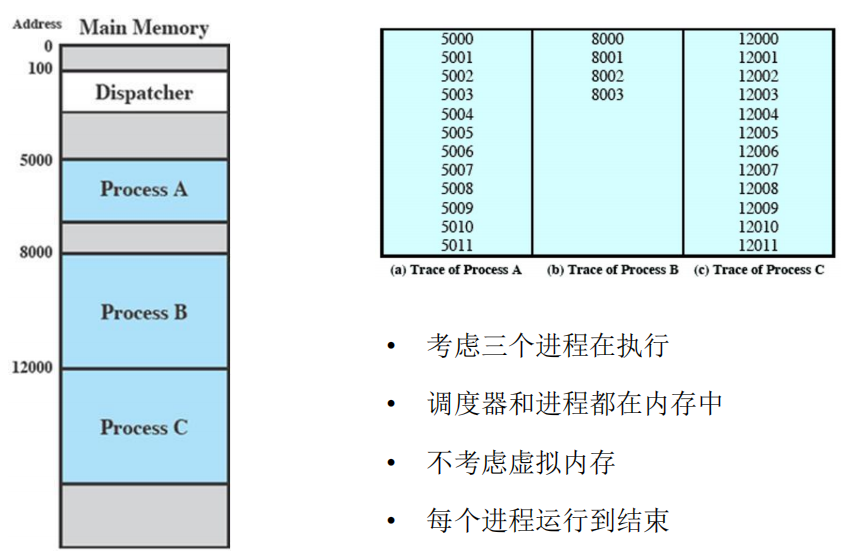 Address Main Memory
0
100
Dispatcher
5000
Process A
8000
Process B
12000
Process C
5000 8000 12000
5001 8001 12001
5002 8002 12002
5003 8003 12003
5004 12004
5005 12005
5006 12006
5007 12007
5008 12008
5009 12009
5010 12010
5011 12011
(a) Trace of Process A (b) Trace of Process B (c) Trace of Process C
• 考虑三个进程在执行
• 调度器和进程都在内存中
• 不考虑虚拟内存
• 每个进程运行到结束